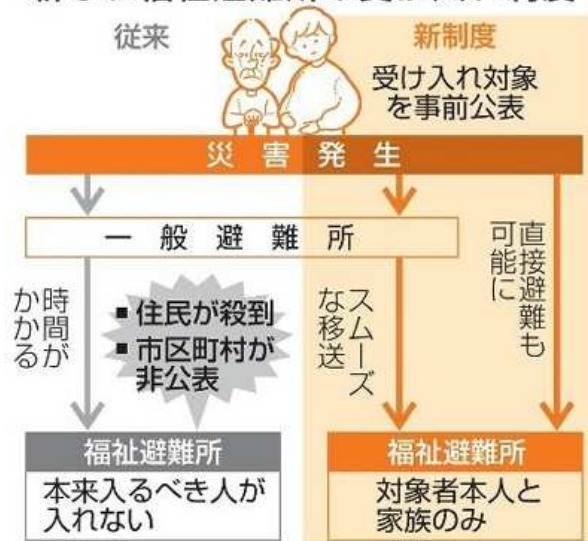 従来
新制度
受け入れ対象
を事前公表
災害発生
一般避難所
時間が
かかる
■住民が殺到
■市区町村が
非公表
スムーズ
な移送
直接避難も
可能に
福祉避難所
本来入るべき人が
入れない
福祉避難所
対象者本人と
家族のみ